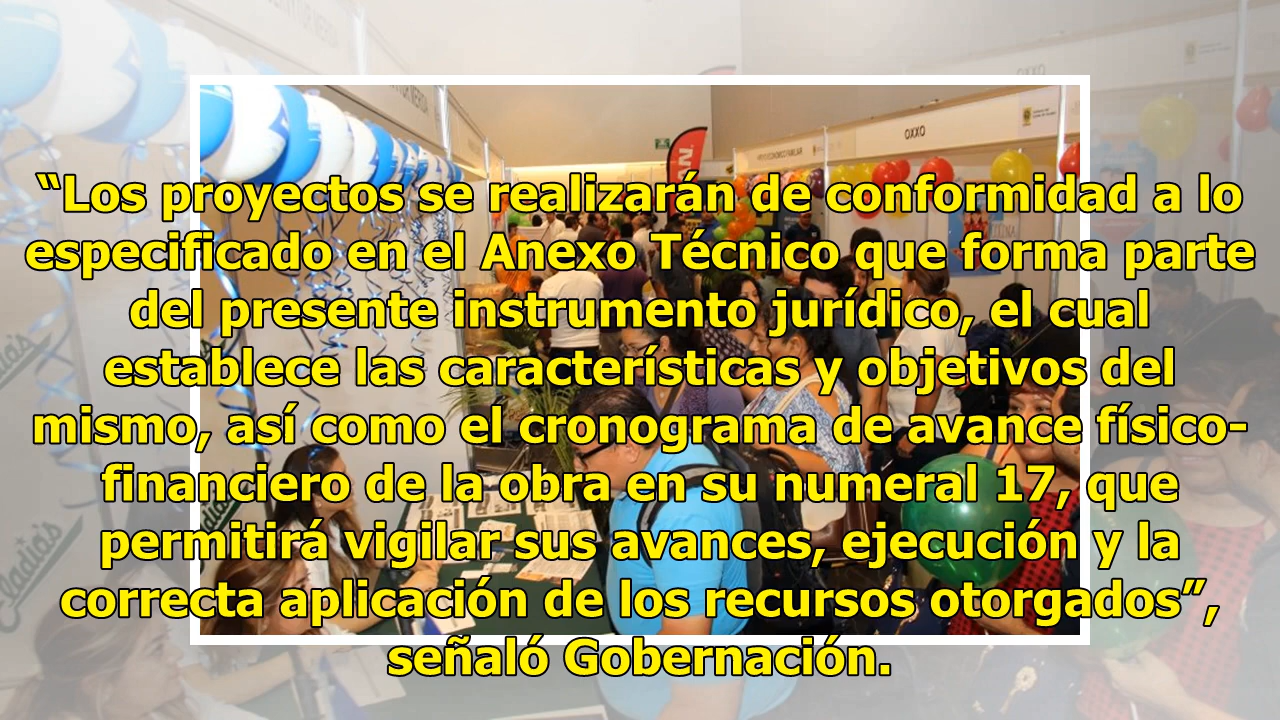 OXXO
“Los proyectos se realizarán de conformidad a lo
especificado en el Anexo Técnico que forma parte
del presente instrumento jurídico, el cual
establece las características y objetivos del
mismo, así como el cronograma de avance físico-
financiero de la obra en su numeral 17, que
permitirá vigilar sus avances, ejecución y la
correcta aplicación de los recursos otorgados”,
señaló Gobernación.
Eladio's